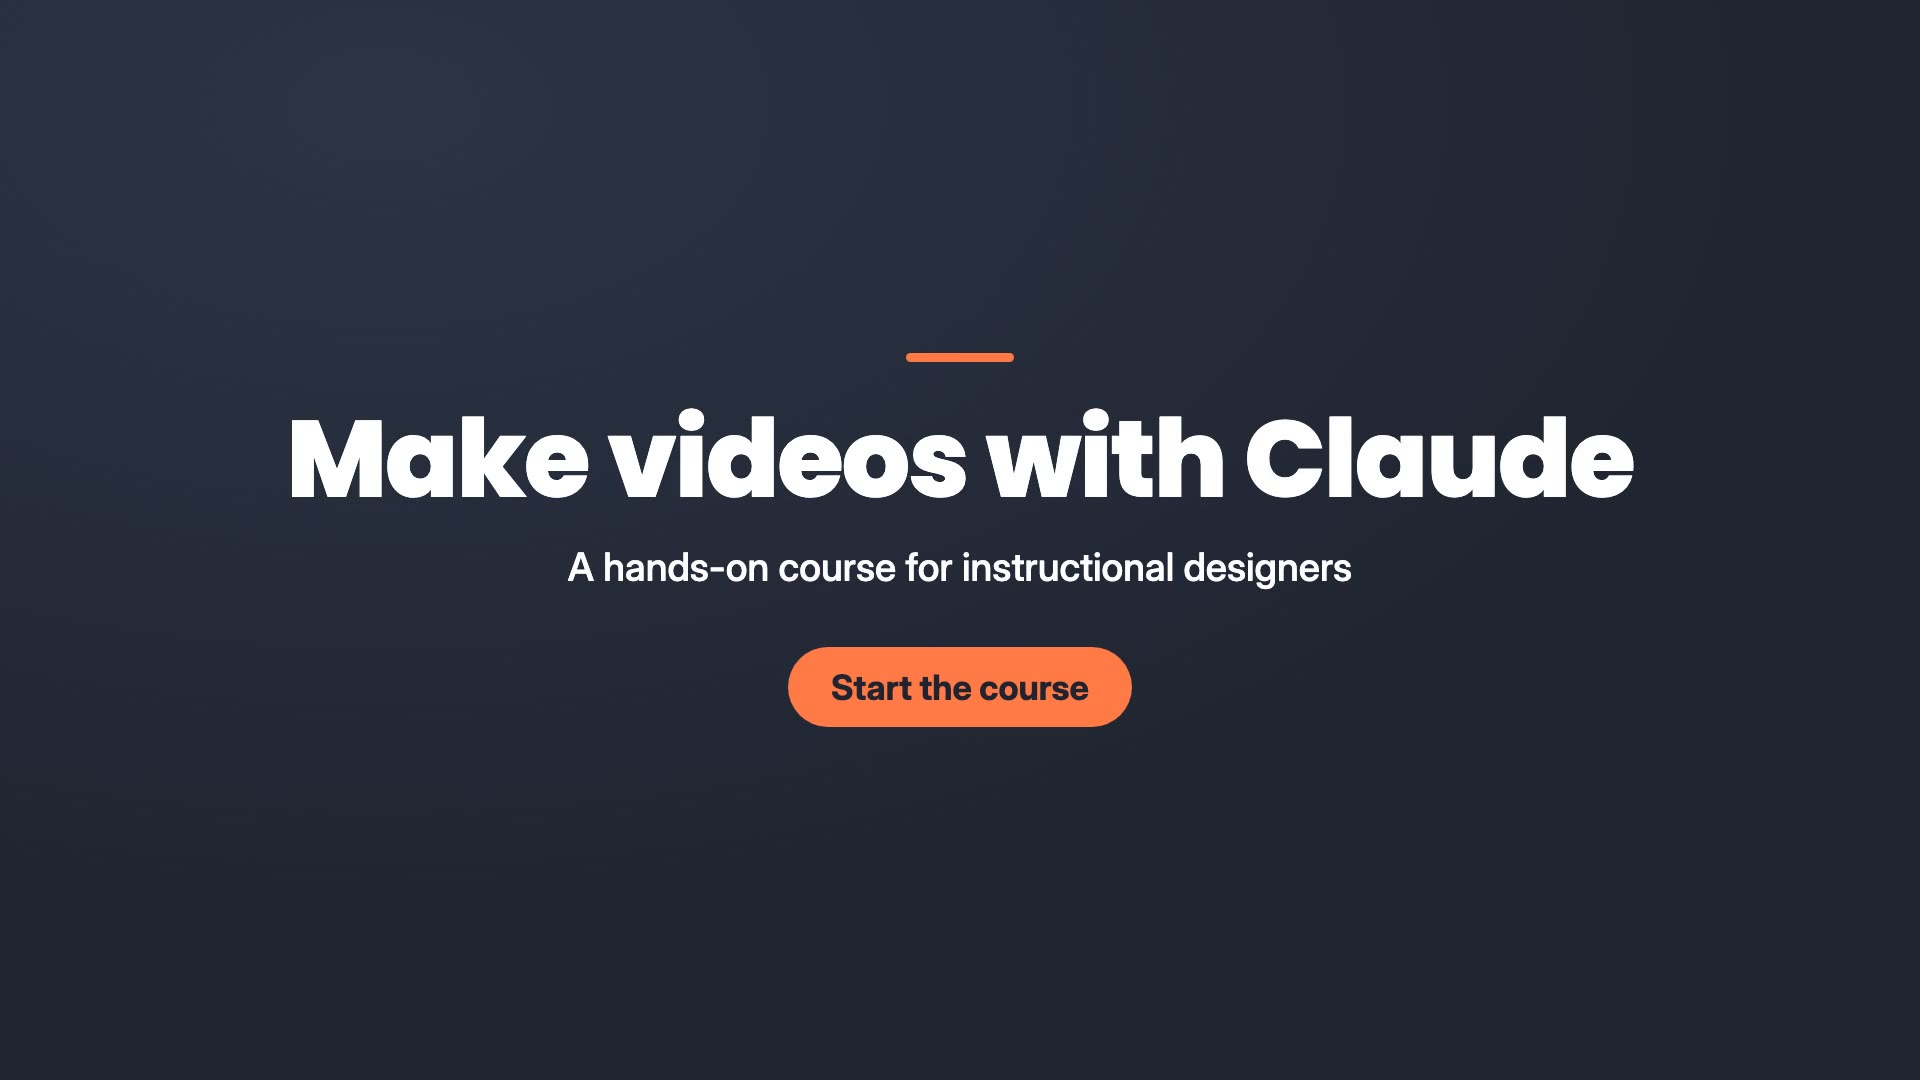 Make videos with Claude
A hands-on course for instructional designers
Start the course